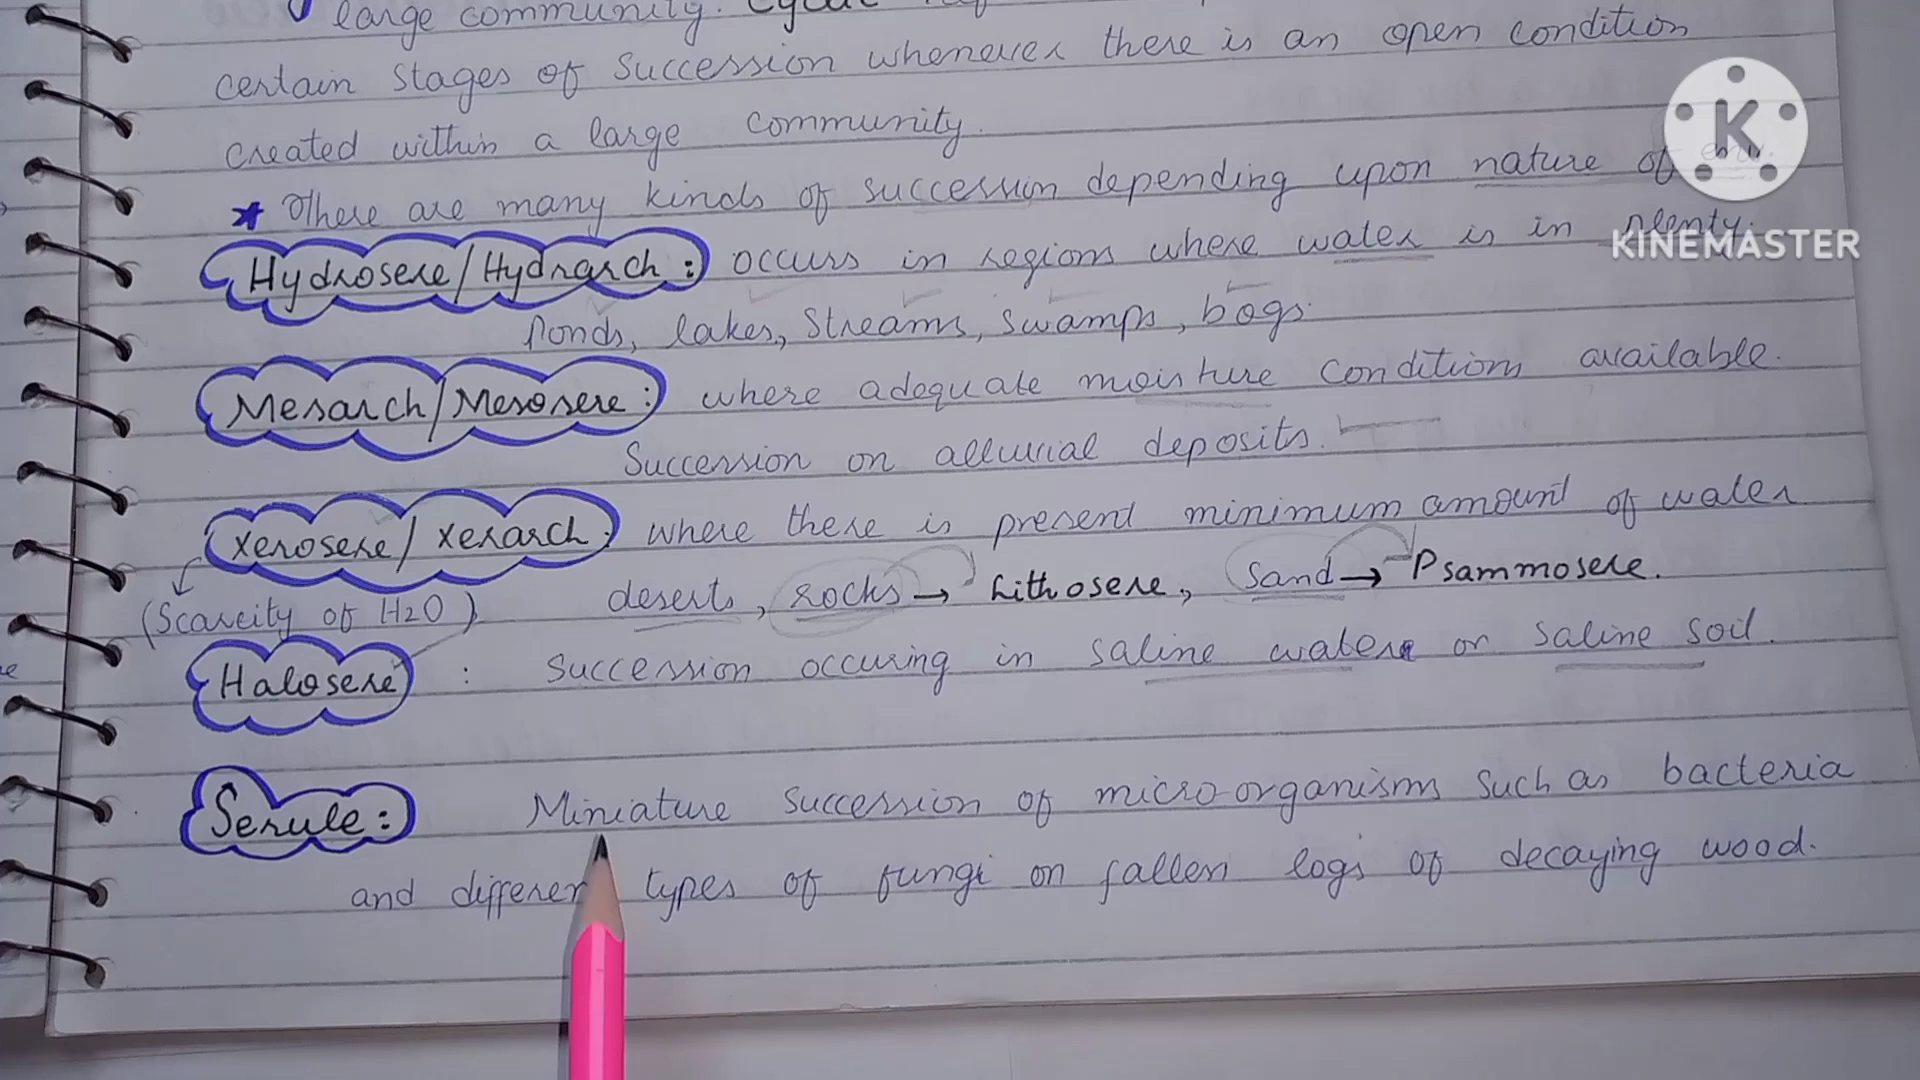 large community. Cyclic
certain stages of succession whenever there is an open condition
created within a large community.
* There are many kinds of succession depending upon nature of env.
Hydrosere/Hydrarch: occurs in regions where water is in plenty.
Ponds, lakes, streams, swamps, bogs.
Mesarch/Mesosere: where adequate moisture conditions available.
Succession on alluvial deposits.
Xerosere/Xerarch: where there is present minimum amount of water
(Scarcity of H2O) deserts, rocks → Lithosere, Sand → Psammosere.
Halosere : Succession occuring in saline water or saline soil.
Serule: Miniature succession of micro-organisms such as bacteria
and different types of fungi on fallen logs of decaying wood.
KINEMASTER